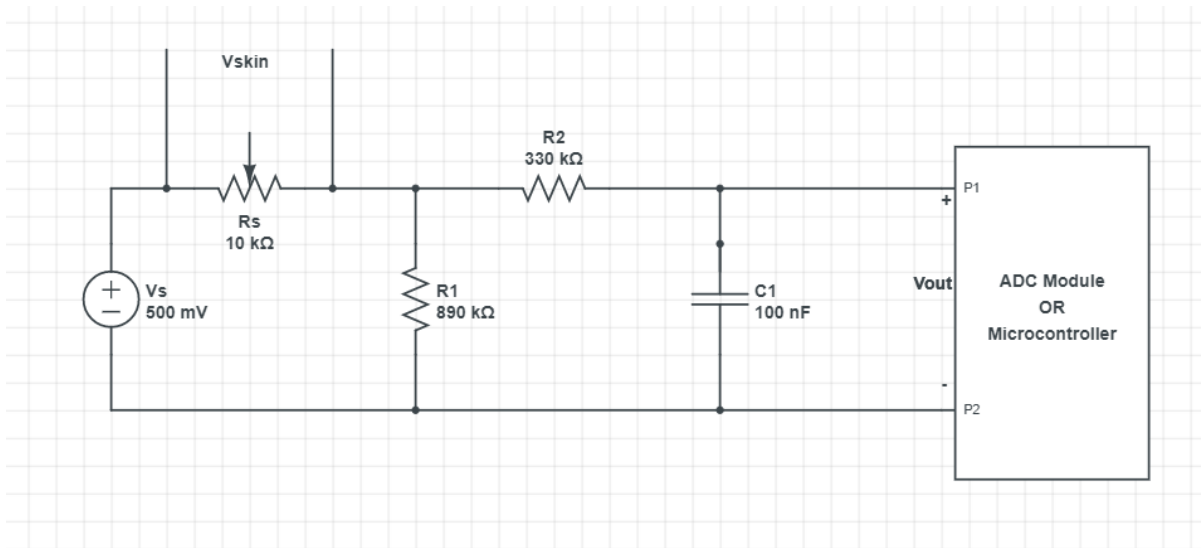 Vskin
R2
330 kΩ
P1
+
Rs
10 kΩ
Vs
500 mV
R1
890 kΩ
C1
100 nF
Vout
ADC Module
OR
Microcontroller
-
P2